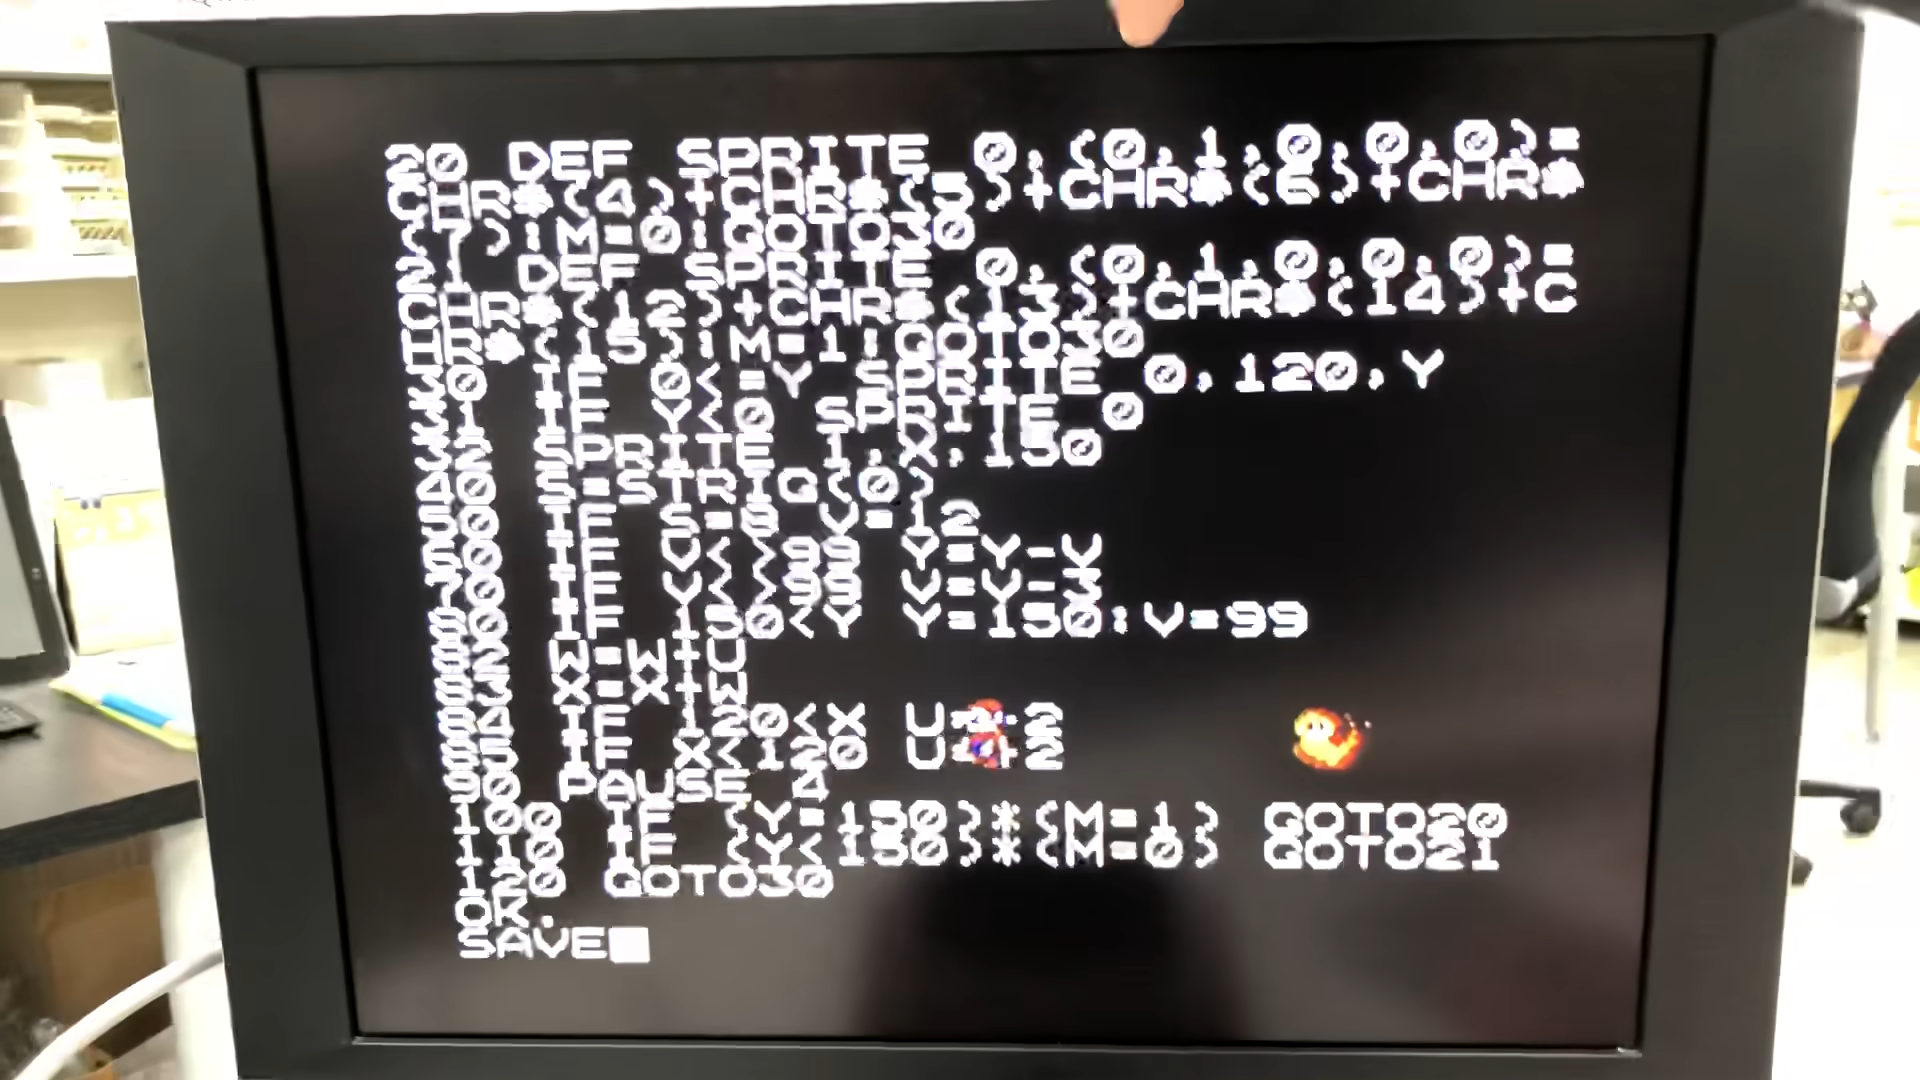 20 DEF SPRITE 0,(0,1,0,0,0)=
CHR$(4)+CHR$(5)+CHR$(6)+CHR$
(7):M=0:GOTO30
21 DEF SPRITE 0,(0,1,0,0,0)=
CHR$(12)+CHR$(13)+CHR$(14)+C
HR$(15):M=1:GOTO30
30 IF 0<=Y SPRITE 0,120,Y
31 IF Y<0 SPRITE 0
32 SPRITE 1,X,150
40 S=STRIG(0)
50 IF S=8 V=12
60 IF V<>99 Y=Y-V
70 IF V<>99 V=V-3
80 IF 150<Y Y=150:V=99
82 W=W+U
83 X=X+W
84 IF 120<X U=-2
85 IF X<120 U=+2
90 PAUSE 4
100 IF (Y=150)*(M=1) GOTO20
110 IF (Y<150)*(M=0) GOTO21
120 GOTO30
OK.
SAVE